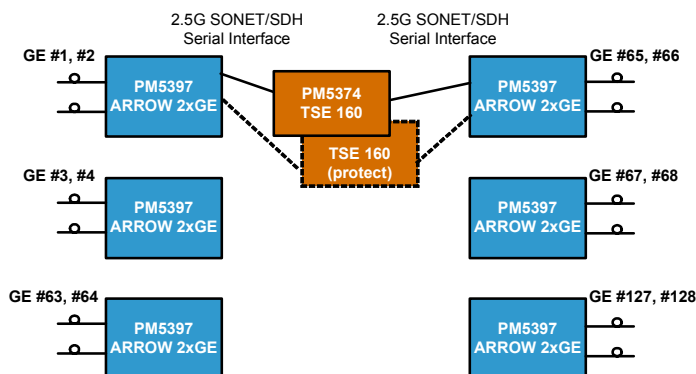 2.5G SONET/SDH
Serial Interface
2.5G SONET/SDH
Serial Interface
GE #1, #2
PM5397
ARROW 2xGE
PM5374
TSE 160
TSE 160
(protect)
GE #65, #66
PM5397
ARROW 2xGE
GE #3, #4
PM5397
ARROW 2xGE
GE #67, #68
PM5397
ARROW 2xGE
GE #63, #64
PM5397
ARROW 2xGE
GE #127, #128
PM5397
ARROW 2xGE